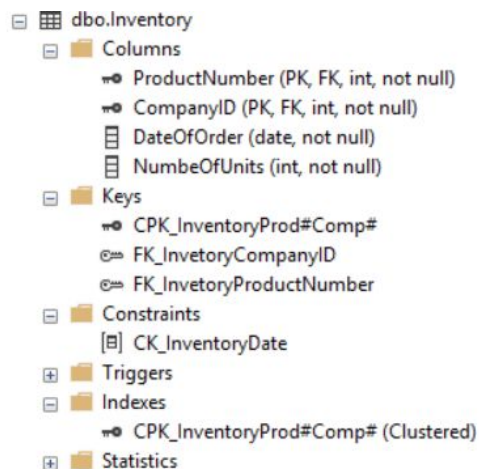 dbo.Inventory
Columns
ProductNumber (PK, FK, int, not null)
CompanyID (PK, FK, int, not null)
DateOfOrder (date, not null)
NumbeOfUnits (int, not null)
Keys
CPK_InventoryProd#Comp#
FK_InvetoryCompanyID
FK_InvetoryProductNumber
Constraints
CK_InventoryDate
Triggers
Indexes
CPK_InventoryProd#Comp# (Clustered)
Statistics